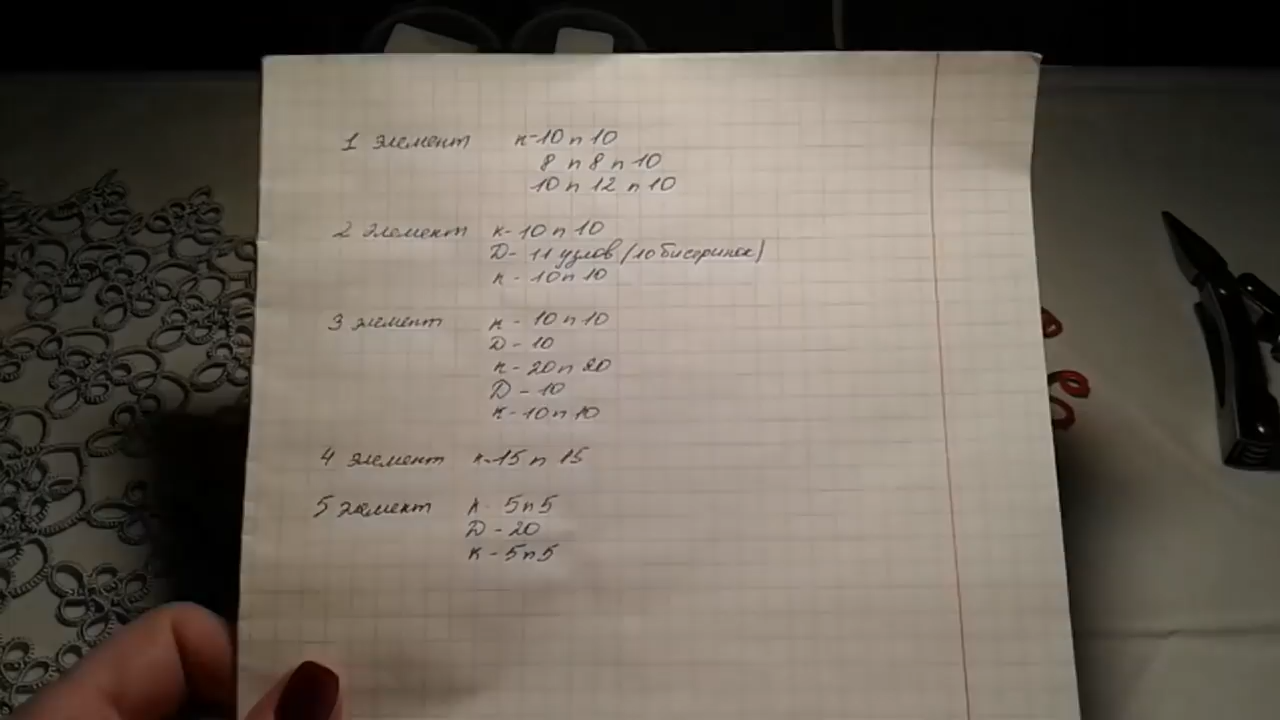 1 элемент к-10 п 10
8 п 8 п 10
10 п 12 п 10
2 элемент к-10 п 10
Д- 11 узлов (10 бисеринок)
к - 10 п 10
3 элемент к - 10 п 10
Д - 10
к - 20 п 20
Д - 10
к - 10 п 10
4 элемент к-15 п 15
5 элемент к - 5 п 5
Д - 20
к - 5 п 5